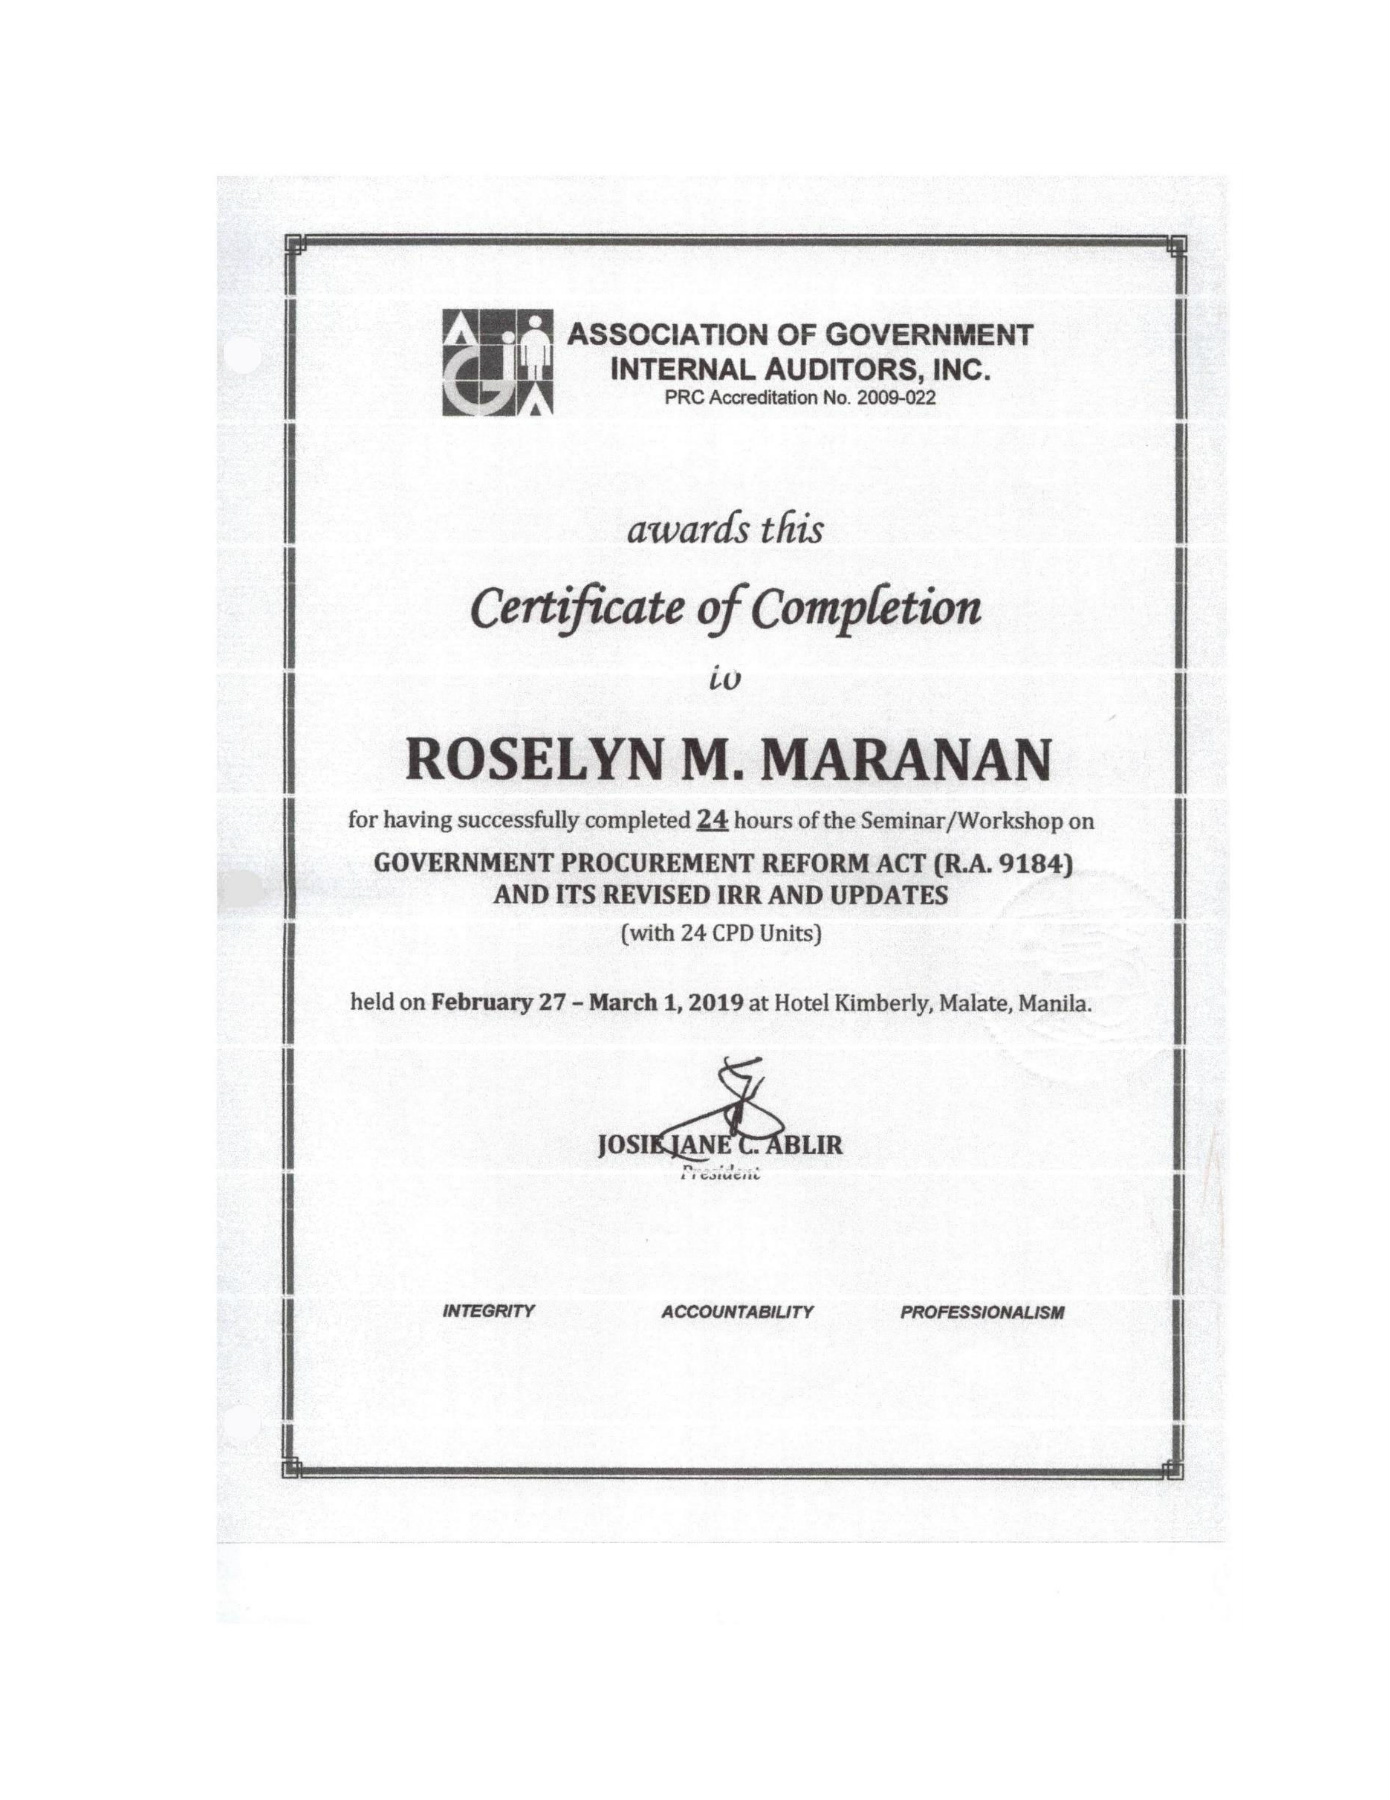 AGIA
ASSOCIATION OF GOVERNMENT
INTERNAL AUDITORS, INC.
PRC Accreditation No. 2009-022
awards this
Certificate of Completion
to
ROSELYN M. MARANAN
for having successfully completed 24 hours of the Seminar/Workshop on
GOVERNMENT PROCUREMENT REFORM ACT (R.A. 9184)
AND ITS REVISED IRR AND UPDATES
(with 24 CPD Units)
held on February 27 – March 1, 2019 at Hotel Kimberly, Malate, Manila.
JOSIE JANE C. ABLIR
President
INTEGRITY ACCOUNTABILITY PROFESSIONALISM